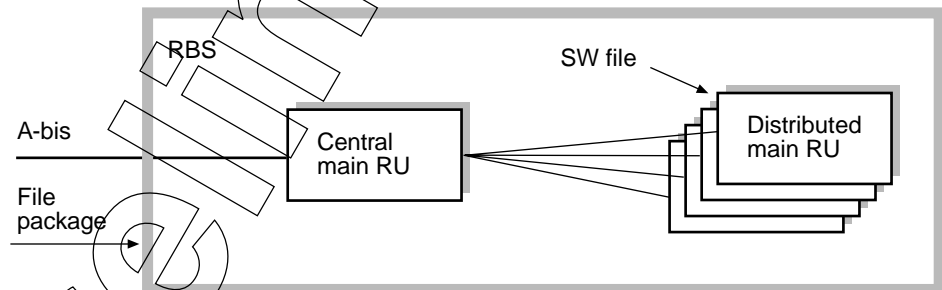 RBS
SW file
A-bis
Central
main RU
Distributed
main RU
File
package